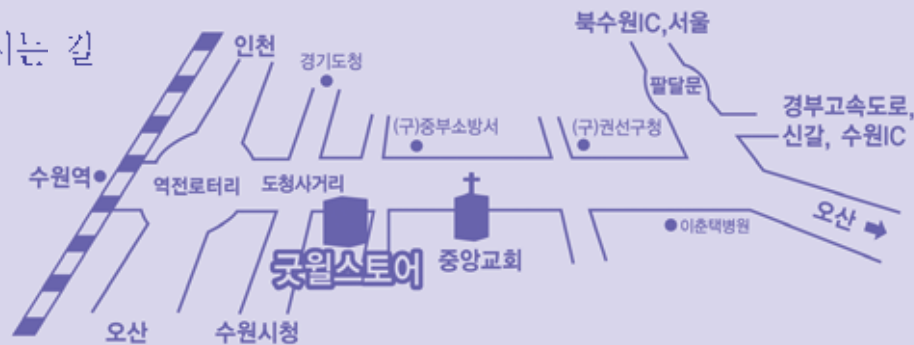 시는 길
북수원IC,서울
인천
경기도청
팔달문
경부고속도로,
신갈, 수원IC
(구)중부소방서
(구)권선구청
수원역
역전로터리
도청사거리
오산
이춘택병원
굿윌스토어
중앙교회
오산
수원시청